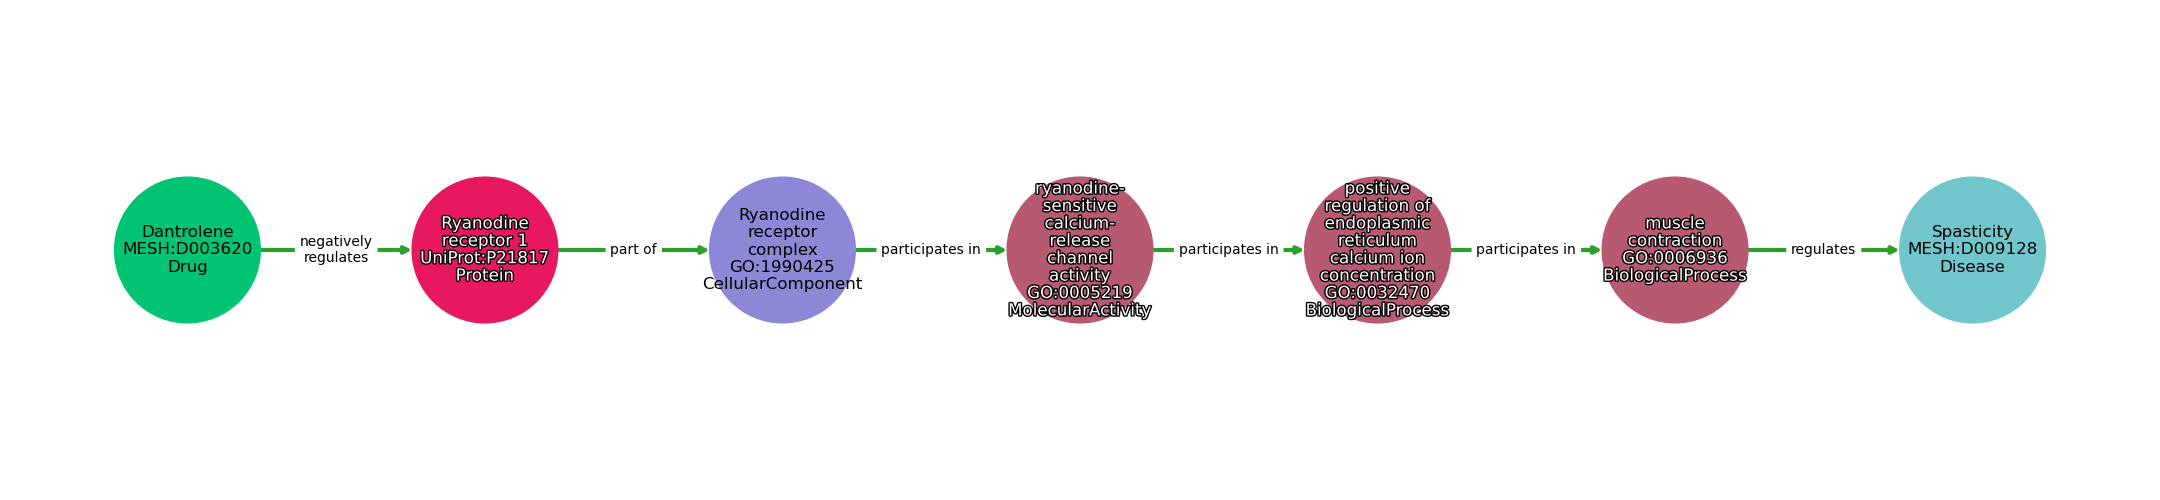 Dantrolene
MESH:D003620
Drug
negatively
regulates
Ryanodine
receptor 1
UniProt:P21817
Protein
part of
Ryanodine
receptor
complex
GO:1990425
CellularComponent
participates in
ryanodine-
sensitive
calcium-
release
channel
activity
GO:0005219
MolecularActivity
participates in
positive
regulation of
endoplasmic
reticulum
calcium ion
concentration
GO:0032470
BiologicalProcess
participates in
muscle
contraction
GO:0006936
BiologicalProcess
regulates
Spasticity
MESH:D009128
Disease